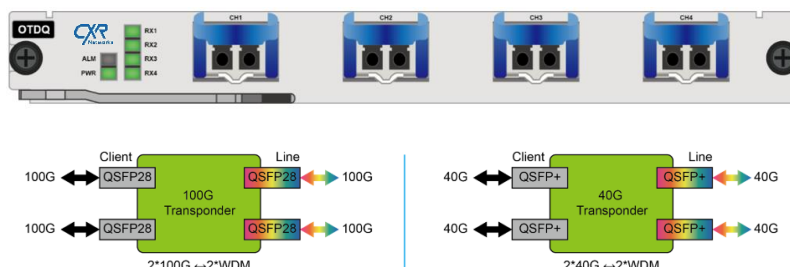 OTDQ
CXR
Networks
ALM
PWR
RX1
RX2
RX3
RX4
CH1
CH2
CH3
CH4
Client
Line
100G
QSFP28
100G
Transponder
QSFP28
100G
100G
QSFP28
QSFP28
100G
2*100G ↔2*WDM
Client
Line
40G
QSFP+
40G
Transponder
QSFP+
40G
40G
QSFP+
QSFP+
40G
2*40G ↔2*WDM